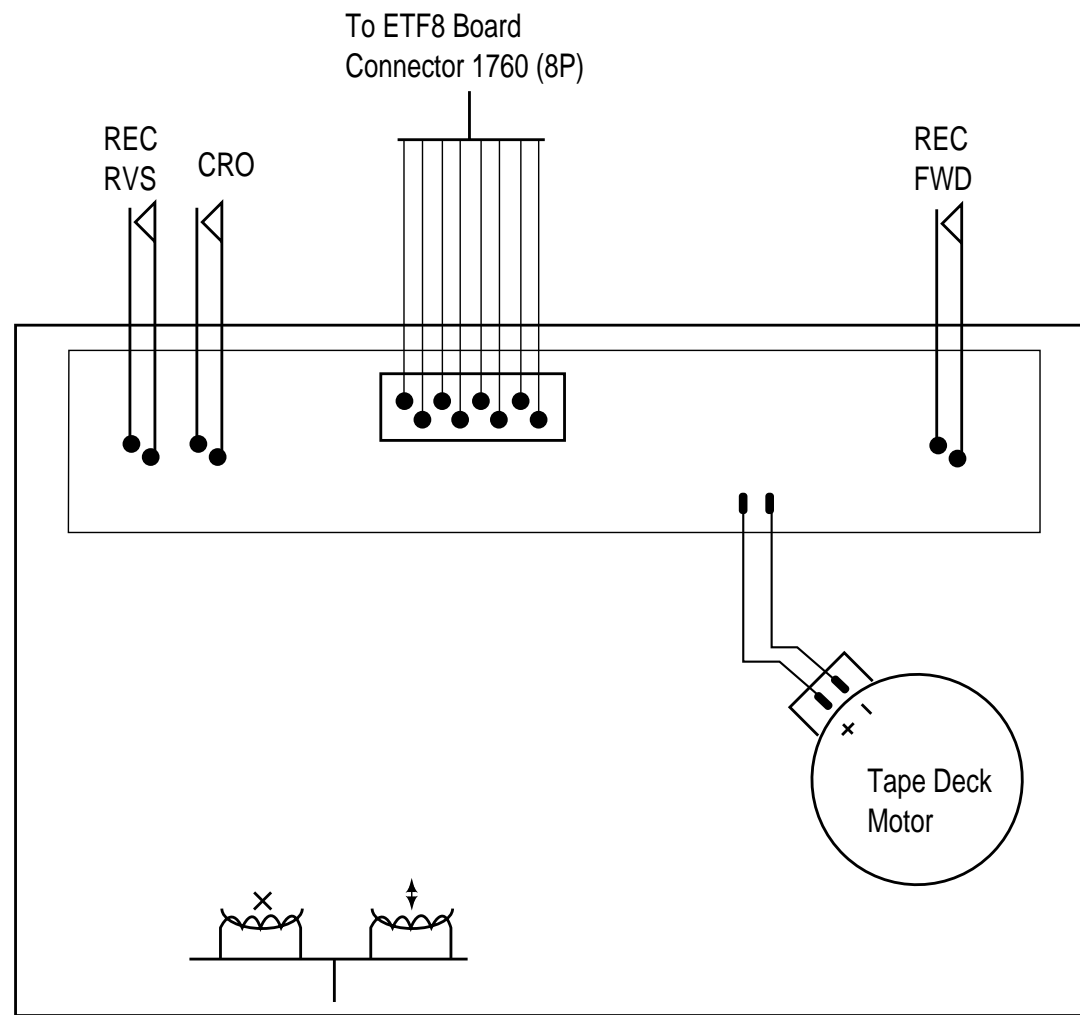 To ETF8 Board
Connector 1760 (8P)
REC
RVS
CRO
REC
FWD
+ –
Tape Deck
Motor